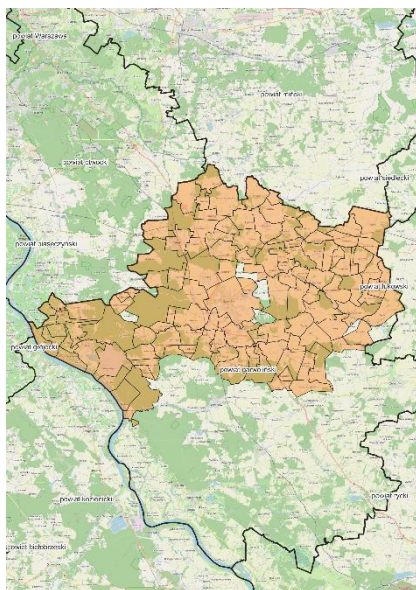 powiat Warszawa
powiat miński
powiat otwocki
powiat siedlecki
powiat piaseczyński
powiat łukowski
powiat grójecki
powiat garwoliński
powiat kozienicki
powiat rycki
powiat białobrzeski